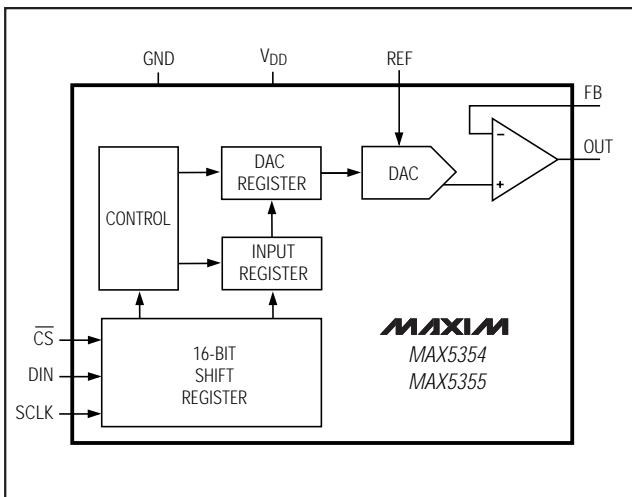 GND
VDD
REF
FB
OUT
DAC
REGISTER
DAC
CONTROL
INPUT
REGISTER
CS
DIN
SCLK
16-BIT
SHIFT
REGISTER
MAXIM
MAX5354
MAX5355
−
+